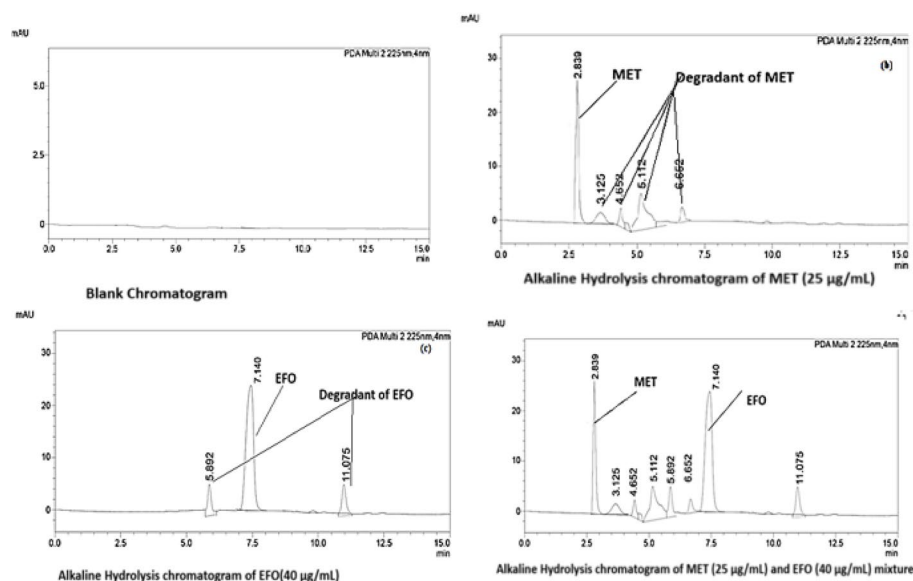 mAU
PDA Multi 2 225nm,4nm
5.0
2.5
0
0.0 2.5 5.0 7.5 10.0 12.5 15.0
min
Blank Chromatogram
mAU
PDA Multi 2 225nm,4nm
(b)
30
20
10
0
2.839
MET
Degradant of MET
3.125
4.652
5.112
6.652
0.0 2.5 5.0 7.5 10.0 12.5 15.0
min
Alkaline Hydrolysis chromatogram of MET (25 µg/mL)
mAU
PDA Multi 2 225nm,4nm
(c)
30
20
10
0
EFO
7.140
Degradant of EFO
5.892
11.075
0.0 2.5 5.0 7.5 10.0 12.5 15.0
min
Alkaline Hydrolysis chromatogram of EFO(40 µg/mL)
mAU
PDA Multi 2 225nm,4nm
30
20
10
0
2.839
MET
7.140
EFO
3.125
4.652
5.112
5.892
6.652
11.075
0.0 2.5 5.0 7.5 10.0 12.5 15.0
min
Alkaline Hydrolysis chromatogram of MET (25 µg/mL) and EFO (40 µg/mL) mixture